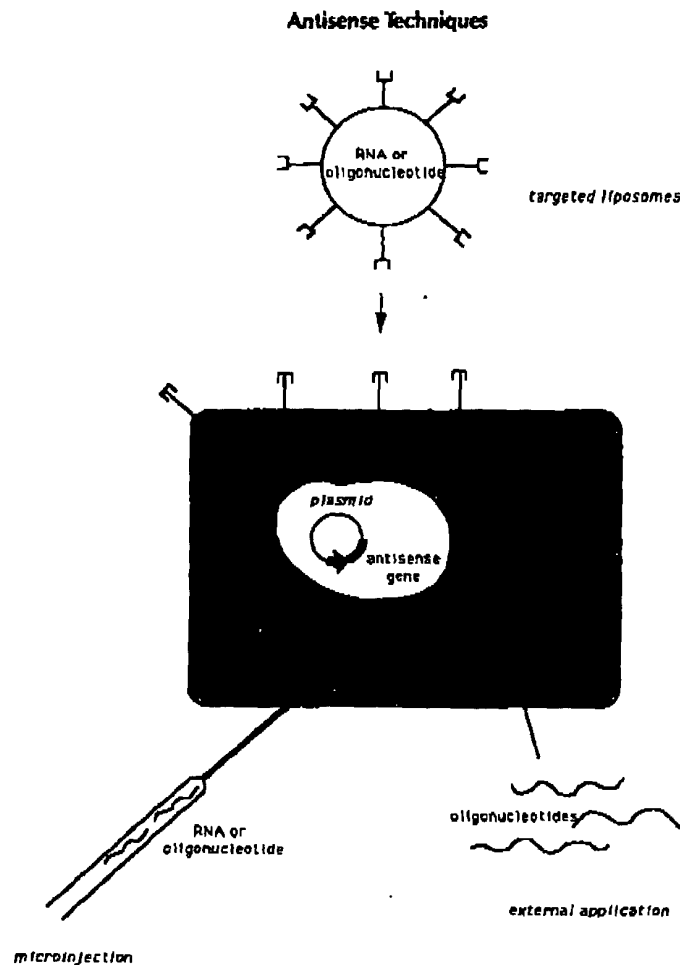 Antisense Techniques
RNA or
oligonucleotide
targeted liposomes
plasmid
antisense
gene
RNA or
oligonucleotide
oligonucleotides
external application
microinjection